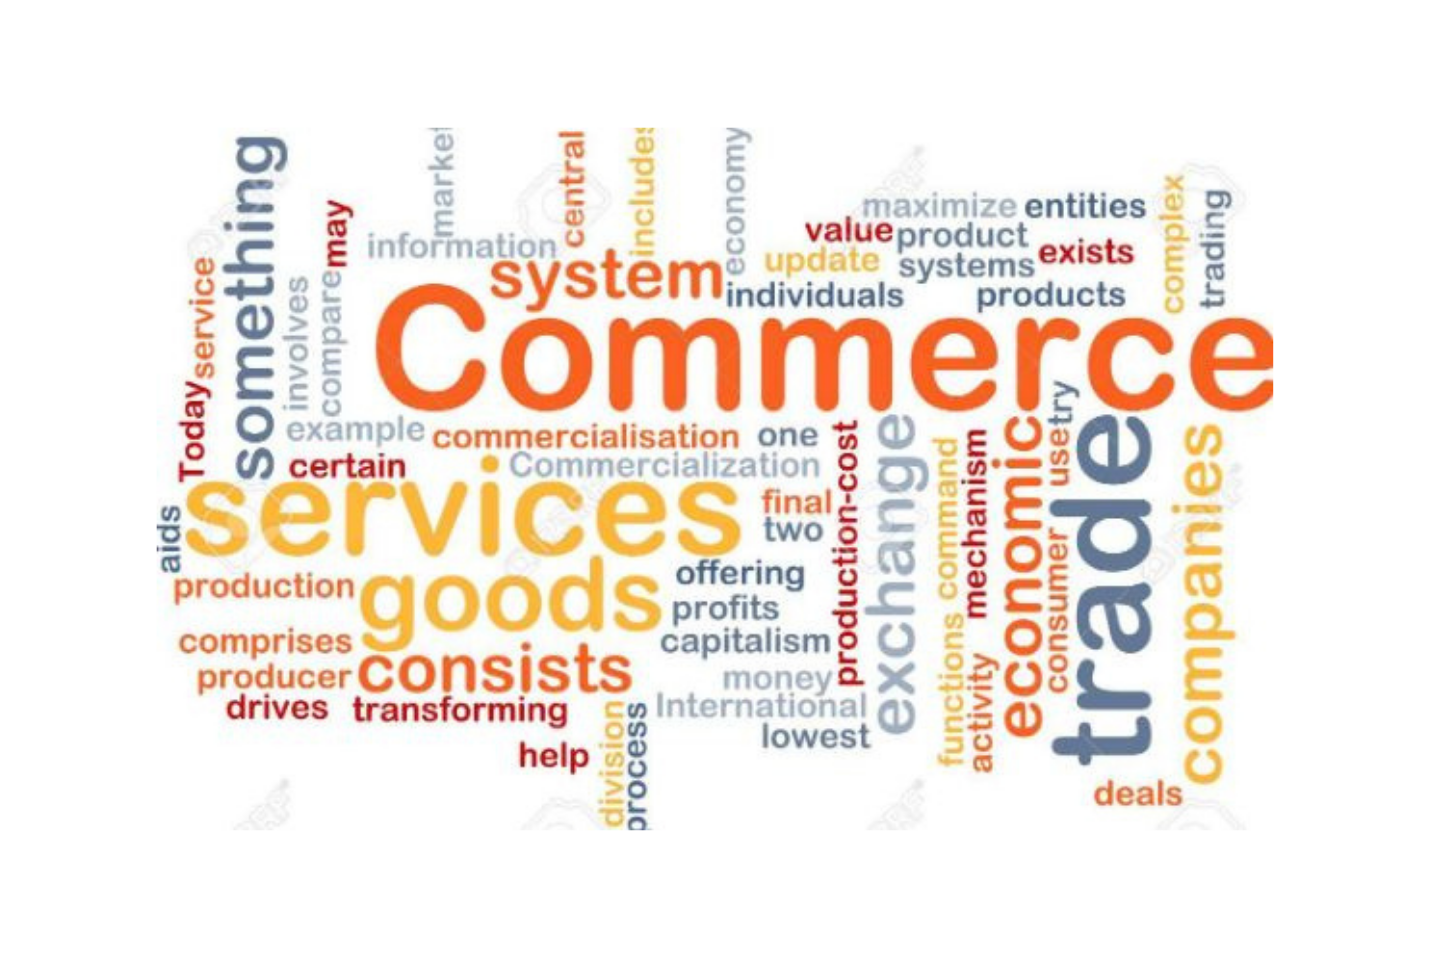 something
may
market
central
includes
economy
maximize entities
complex
trading
value product
information
update systems exists
system
individuals products
service
involves
compare
Commerce
Today
example commercialisation one
certain Commercialization
services
final
two
aids
production-cost
exchange
command
mechanism
economic
use
try
trade
companies
production goods offering
profits
comprises capitalism
producer consists money
drives transforming International
lowest
functions
activity
consumer
help
division
process
deals